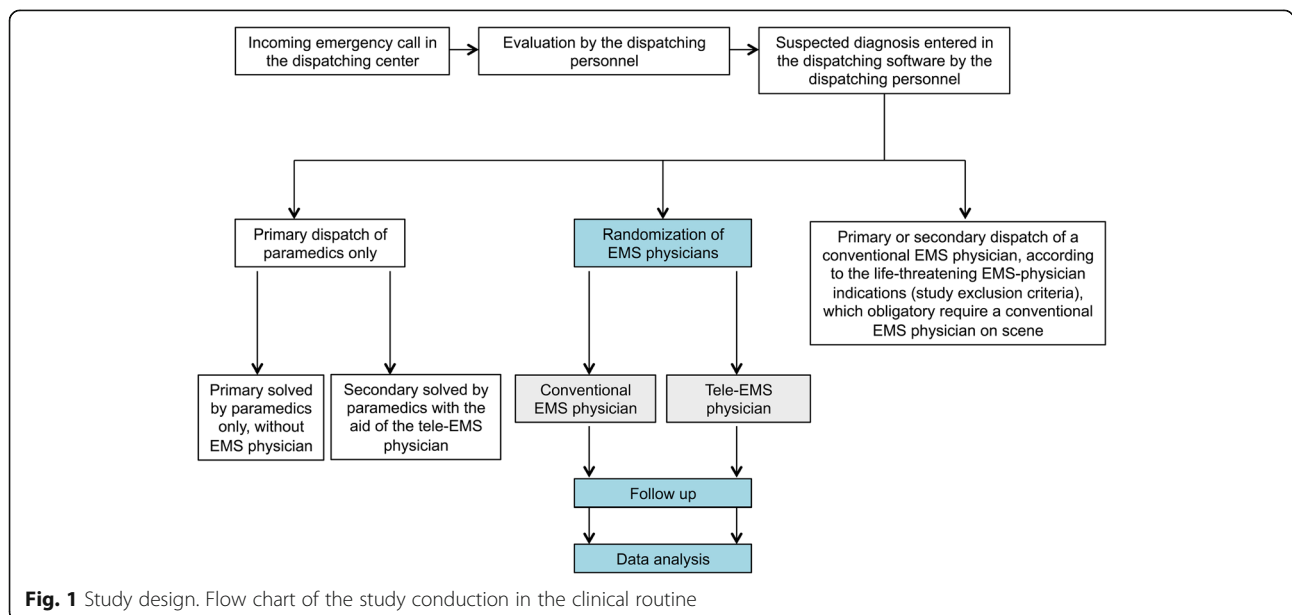 Incoming emergency call in
the dispatching center
Evaluation by the dispatching
personnel
Suspected diagnosis entered in
the dispatching software by the
dispatching personnel
Primary dispatch of
paramedics only
Randomization of
EMS physicians
Primary or secondary dispatch of a
conventional EMS physician, according
to the life-threatening EMS-physician
indications (study exclusion criteria),
which obligatory require a conventional
EMS physician on scene
Primary solved
by paramedics
only, without
EMS physician
Secondary solved by
paramedics with the
aid of the tele-EMS
physician
Conventional
EMS physician
Tele-EMS
physician
Follow up
Data analysis
Fig. 1 Study design. Flow chart of the study conduction in the clinical routine